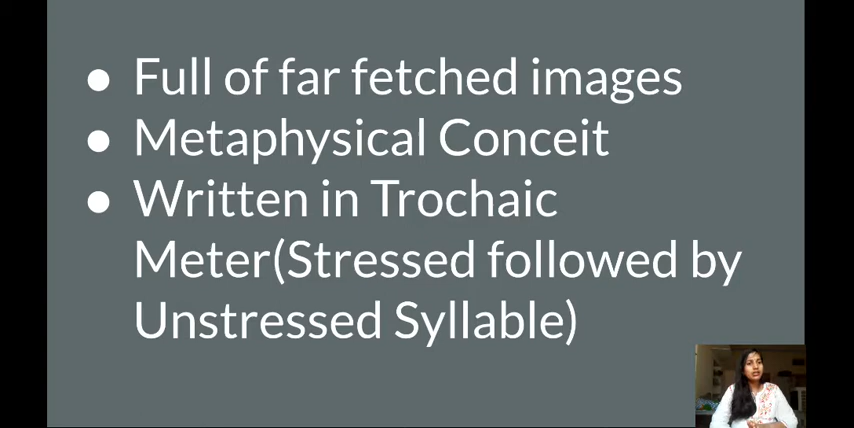 ● Full of far fetched images
● Metaphysical Conceit
● Written in Trochaic
Meter(Stressed followed by
Unstressed Syllable)